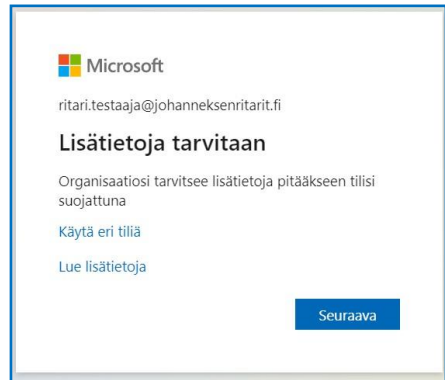 Microsoft
ritari.testaaja@johanneksenritarit.fi
Lisätietoja tarvitaan
Organisaatiosi tarvitsee lisätietoja pitääkseen tilisi
suojattuna
Käytä eri tiliä
Lue lisätietoja
Seuraava